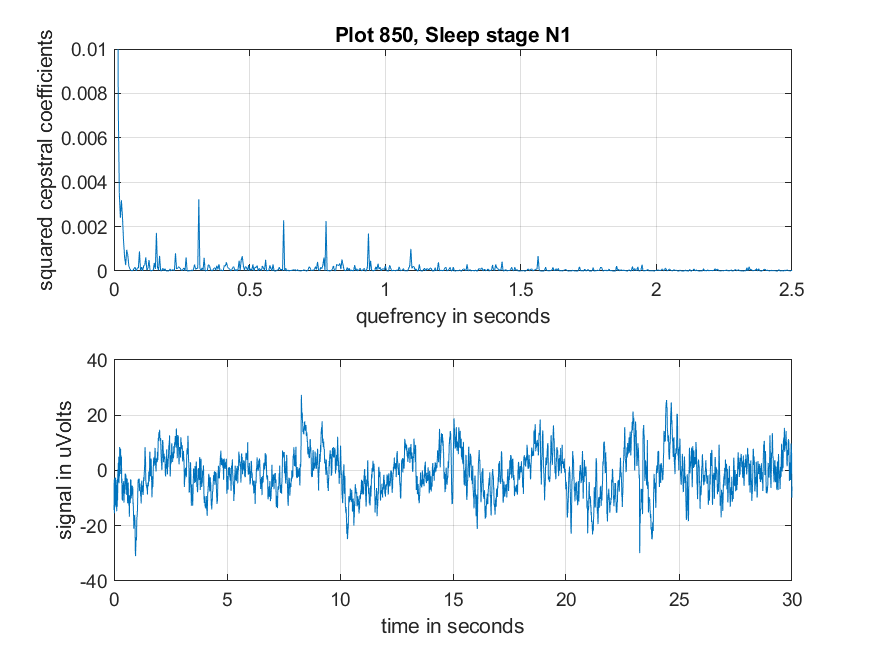 Plot 850, Sleep stage N1
squared cepstral coefficients
0.01
0.008
0.006
0.004
0.002
0
0 0.5 1 1.5 2 2.5
quefrency in seconds
signal in uVolts
40
20
0
-20
-40
0 5 10 15 20 25 30
time in seconds